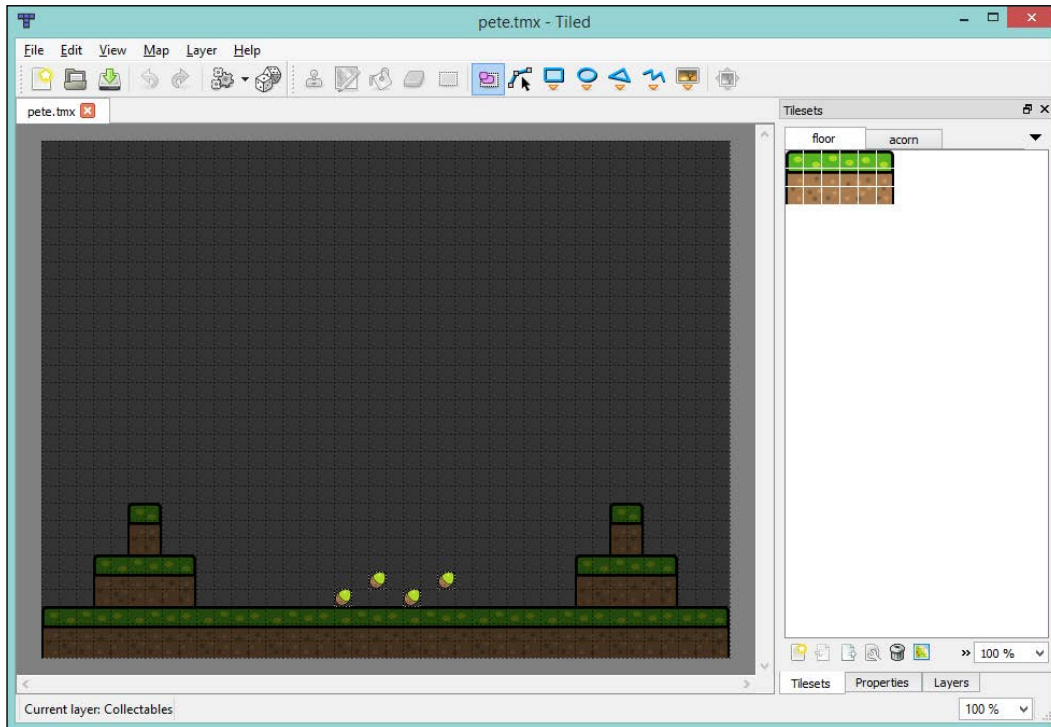 pete.tmx - Tiled
File Edit View Map Layer Help
pete.tmx
Tilesets
floor acorn
» 100 %
Tilesets Properties Layers
Current layer: Collectables
100 %